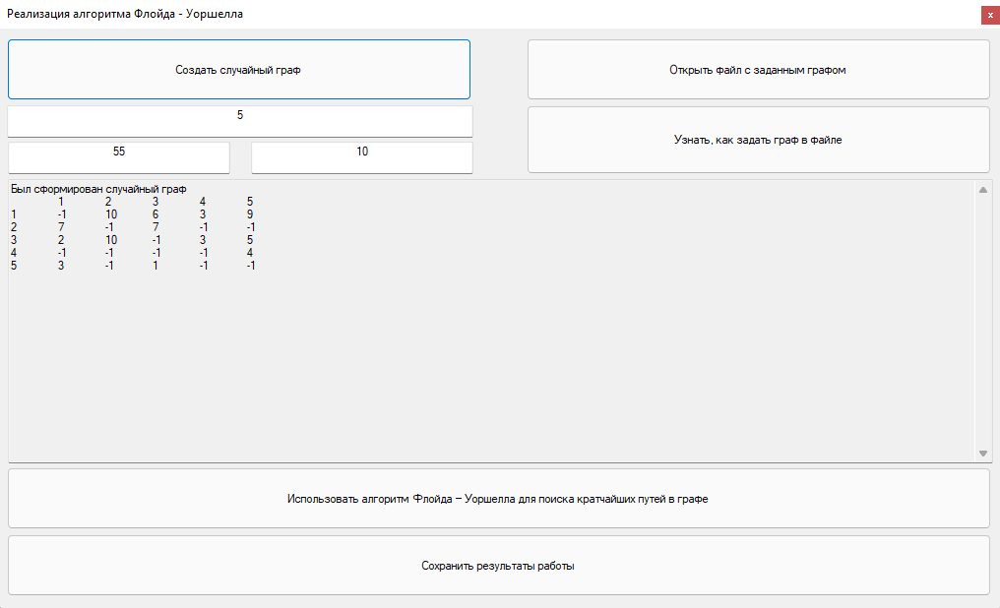 Реализация алгоритма Флойда - Уоршелла
Создать случайный граф
Открыть файл с заданным графом
5
Узнать, как задать граф в файле
55 10
Был сформирован случайный граф
1 2 3 4 5
1 -1 10 6 3 9
2 7 -1 7 -1 -1
3 2 10 -1 3 5
4 -1 -1 -1 -1 4
5 3 -1 1 -1 -1
Использовать алгоритм Флойда – Уоршелла для поиска кратчайших путей в графе
Сохранить результаты работы